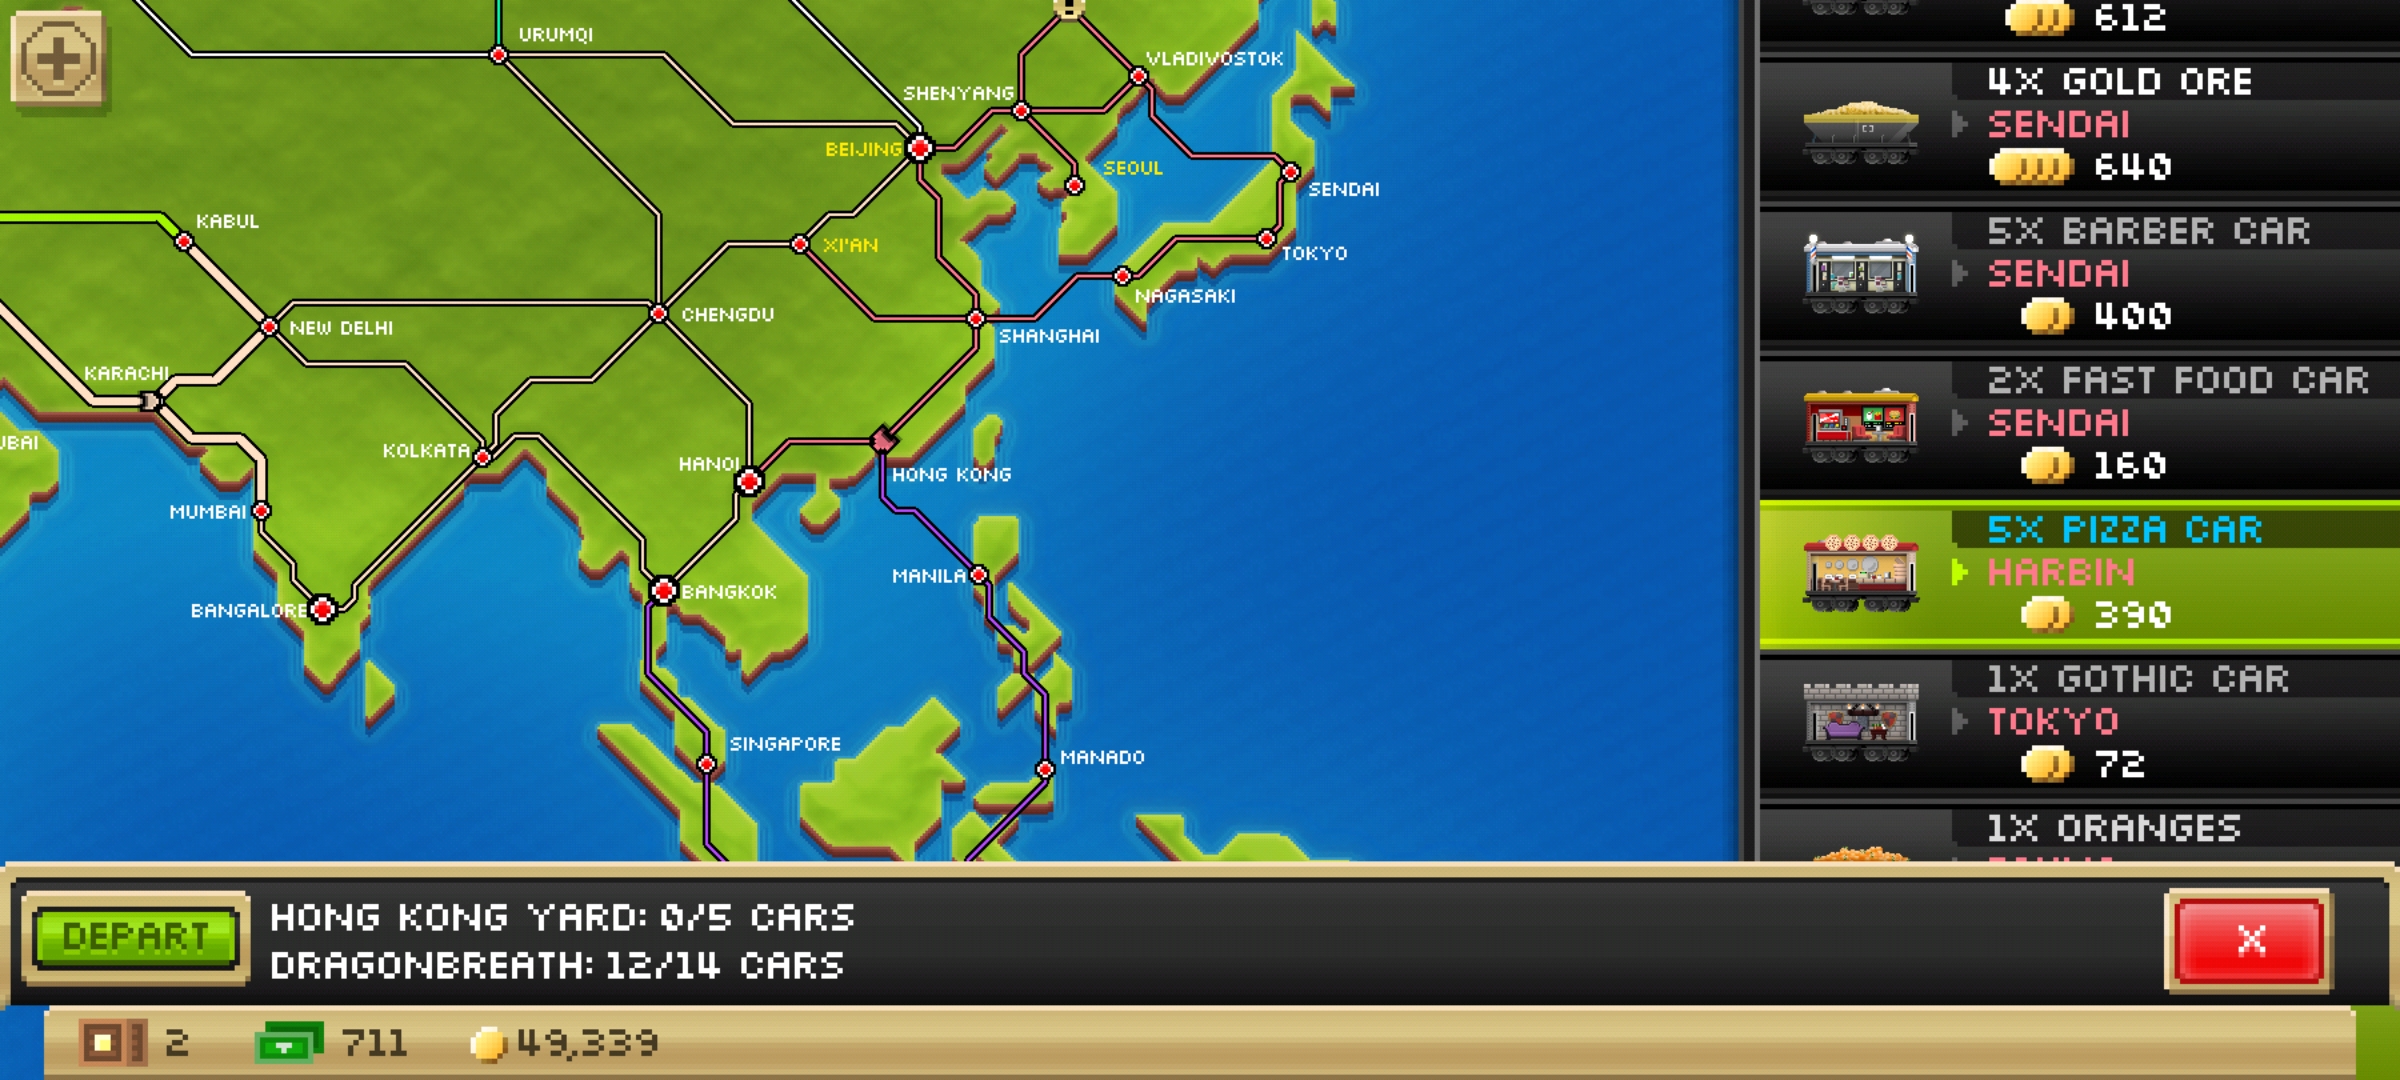 URUMQI
VLADIVOSTOK
SHENYANG
BEIJING
SEOUL
SENDAI
KABUL
XI'AN
TOKYO
NAGASAKI
CHENGDU
NEW DELHI
SHANGHAI
KARACHI
UBAI
KOLKATA
HANOI
HONG KONG
MUMBAI
MANILA
BANGKOK
BANGALORE
SINGAPORE
MANADO
612
4X GOLD ORE
SENDAI
640
5X BARBER CAR
SENDAI
400
2X FAST FOOD CAR
SENDAI
160
5X PIZZA CAR
HARBIN
390
1X GOTHIC CAR
TOKYO
72
1X ORANGES
DEPART
HONG KONG YARD: 0/5 CARS
DRAGONBREATH: 12/14 CARS
X
2
711
49,339